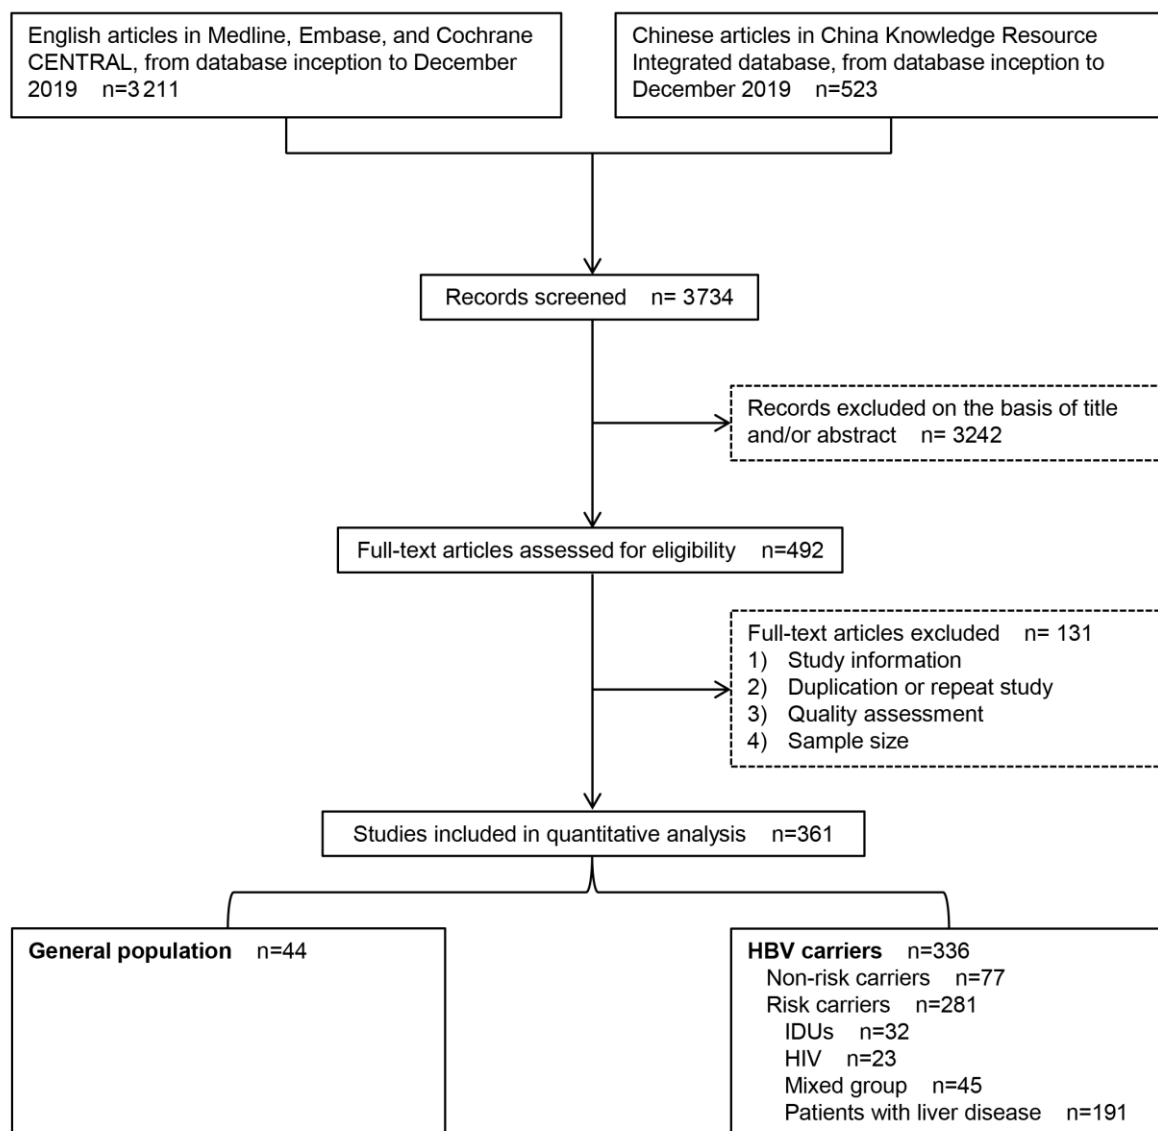 English articles in Medline, Embase, and Cochrane
CENTRAL, from database inception to December
2019 n=3211
Chinese articles in China Knowledge Resource
Integrated database, from database inception to
December 2019 n=523
Records screened n= 3734
Records excluded on the basis of title
and/or abstract n= 3242
Full-text articles assessed for eligibility n=492
Full-text articles excluded n= 131
1) Study information
2) Duplication or repeat study
3) Quality assessment
4) Sample size
Studies included in quantitative analysis n=361
General population n=44
HBV carriers n=336
Non-risk carriers n=77
Risk carriers n=281
IDUs n=32
HIV n=23
Mixed group n=45
Patients with liver disease n=191